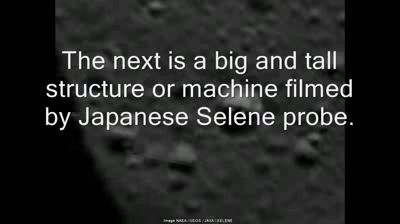 The next is a big and tall
structure or machine filmed
by Japanese Selene probe.
Image NASA / USGS / JAXA / SELENE